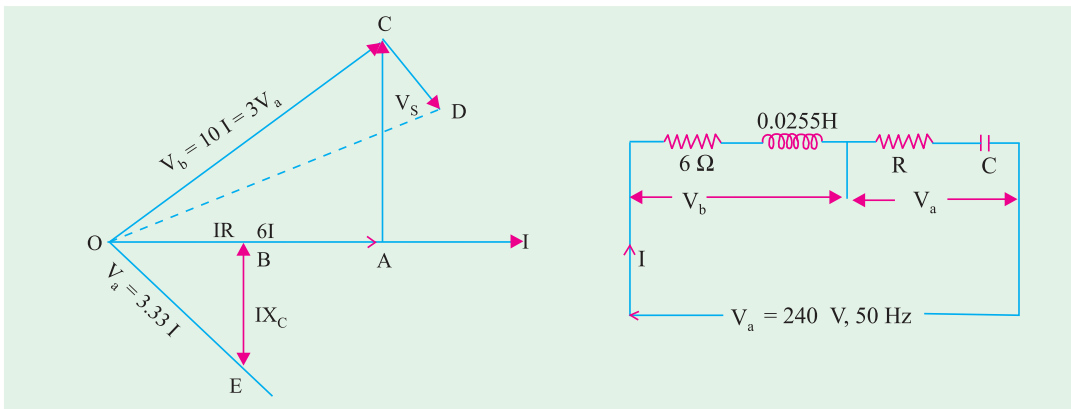 C
V_b = 10 I = 3V_a
V_S
D
O
IR 6I
I
B
A
V_a = 3.33 I
IX_C
E
0.0255H
6 Ω
R
C
V_b
V_a
I
V_a = 240 V, 50 Hz